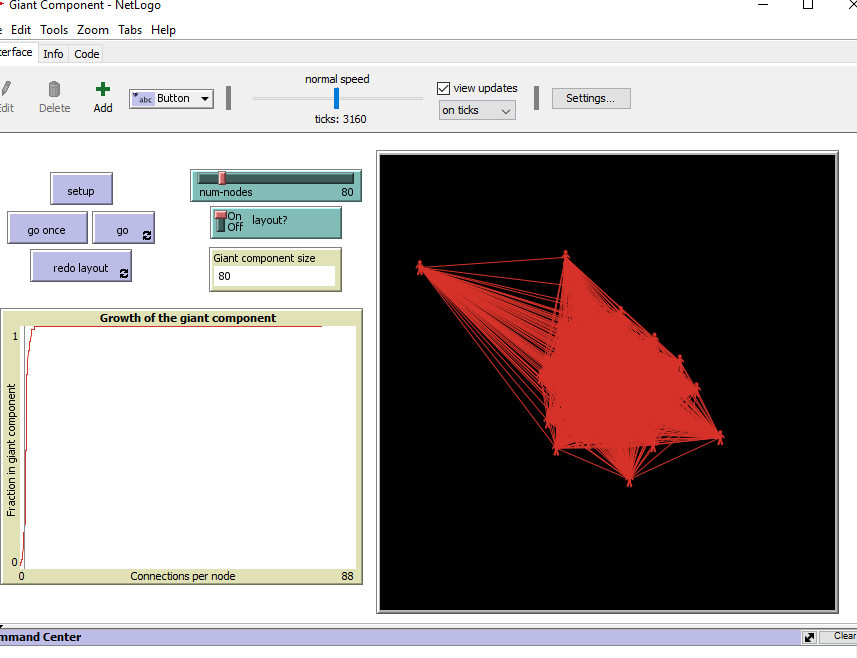 Giant Component - NetLogo
Edit Tools Zoom Tabs Help
terface Info Code
normal speed
view updates
abc Button
Settings...
on ticks
dit Delete Add
ticks: 3160
setup
num-nodes 80
go once go
On
Off
layout?
redo layout
Giant component size
80
Growth of the giant component
1
Fraction in giant component
0
0 Connections per node 88
mmand Center Clear